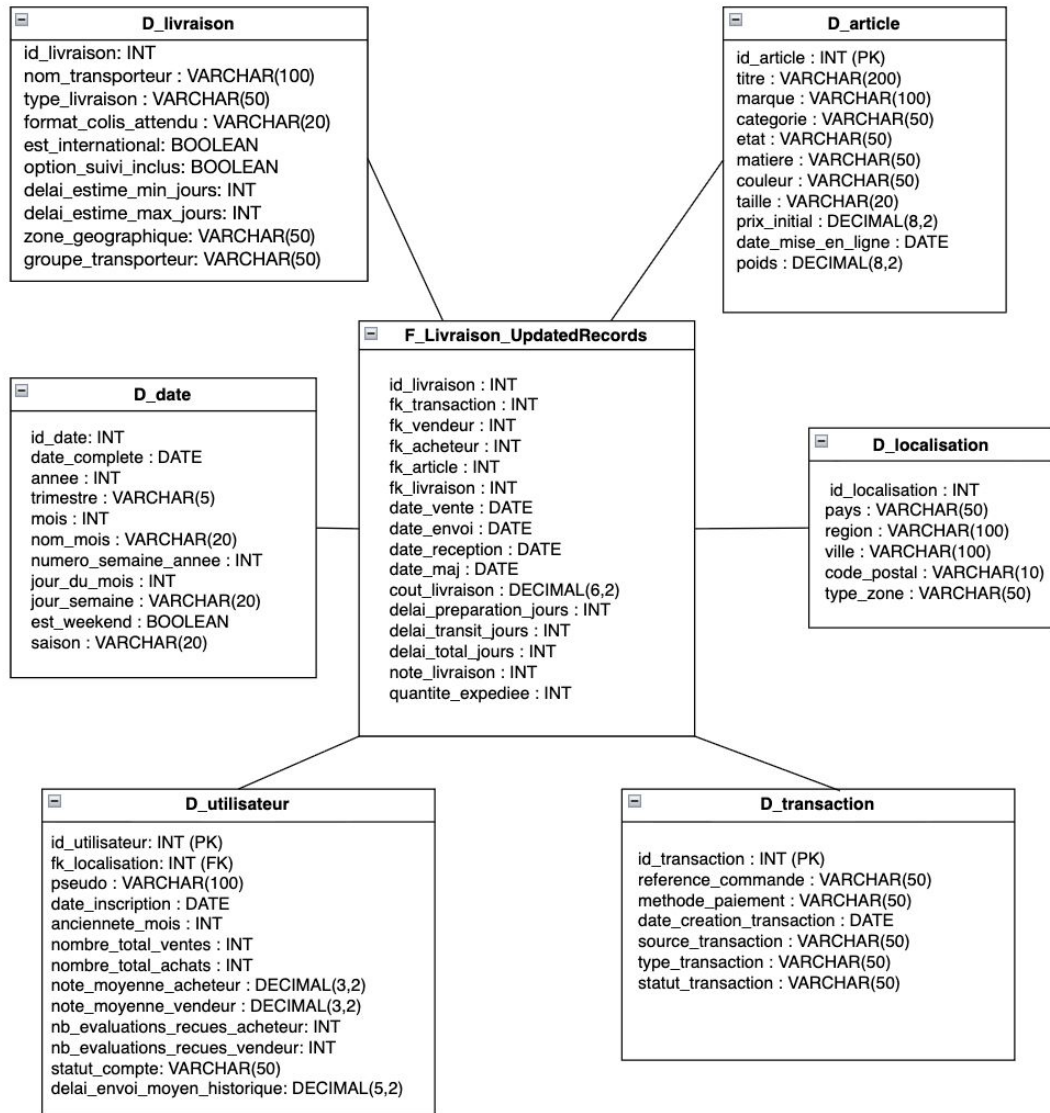 D_livraison
id_livraison: INT
nom_transporteur : VARCHAR(100)
type_livraison : VARCHAR(50)
format_colis_attendu : VARCHAR(20)
est_international: BOOLEAN
option_suivi_inclus: BOOLEAN
delai_estime_min_jours: INT
delai_estime_max_jours: INT
zone_geographique: VARCHAR(50)
groupe_transporteur: VARCHAR(50)
D_article
id_article : INT (PK)
titre : VARCHAR(200)
marque : VARCHAR(100)
categorie : VARCHAR(50)
etat : VARCHAR(50)
matiere : VARCHAR(50)
couleur : VARCHAR(50)
taille : VARCHAR(20)
prix_initial : DECIMAL(8,2)
date_mise_en_ligne : DATE
poids : DECIMAL(8,2)
F_Livraison_UpdatedRecords
id_livraison : INT
fk_transaction : INT
fk_vendeur : INT
fk_acheteur : INT
fk_article : INT
fk_livraison : INT
date_vente : DATE
date_envoi : DATE
date_reception : DATE
date_maj : DATE
cout_livraison : DECIMAL(6,2)
delai_preparation_jours : INT
delai_transit_jours : INT
delai_total_jours : INT
note_livraison : INT
quantite_expediee : INT
D_date
id_date: INT
date_complete : DATE
annee : INT
trimestre : VARCHAR(5)
mois : INT
nom_mois : VARCHAR(20)
numero_semaine_annee : INT
jour_du_mois : INT
jour_semaine : VARCHAR(20)
est_weekend : BOOLEAN
saison : VARCHAR(20)
D_localisation
id_localisation : INT
pays : VARCHAR(50)
region : VARCHAR(100)
ville : VARCHAR(100)
code_postal : VARCHAR(10)
type_zone : VARCHAR(50)
D_utilisateur
id_utilisateur: INT (PK)
fk_localisation: INT (FK)
pseudo : VARCHAR(100)
date_inscription : DATE
anciennete_mois : INT
nombre_total_ventes : INT
nombre_total_achats : INT
note_moyenne_acheteur : DECIMAL(3,2)
note_moyenne_vendeur : DECIMAL(3,2)
nb_evaluations_recues_acheteur: INT
nb_evaluations_recues_vendeur: INT
statut_compte: VARCHAR(50)
delai_envoi_moyen_historique: DECIMAL(5,2)
D_transaction
id_transaction : INT (PK)
reference_commande : VARCHAR(50)
methode_paiement : VARCHAR(50)
date_creation_transaction : DATE
source_transaction : VARCHAR(50)
type_transaction : VARCHAR(50)
statut_transaction : VARCHAR(50)